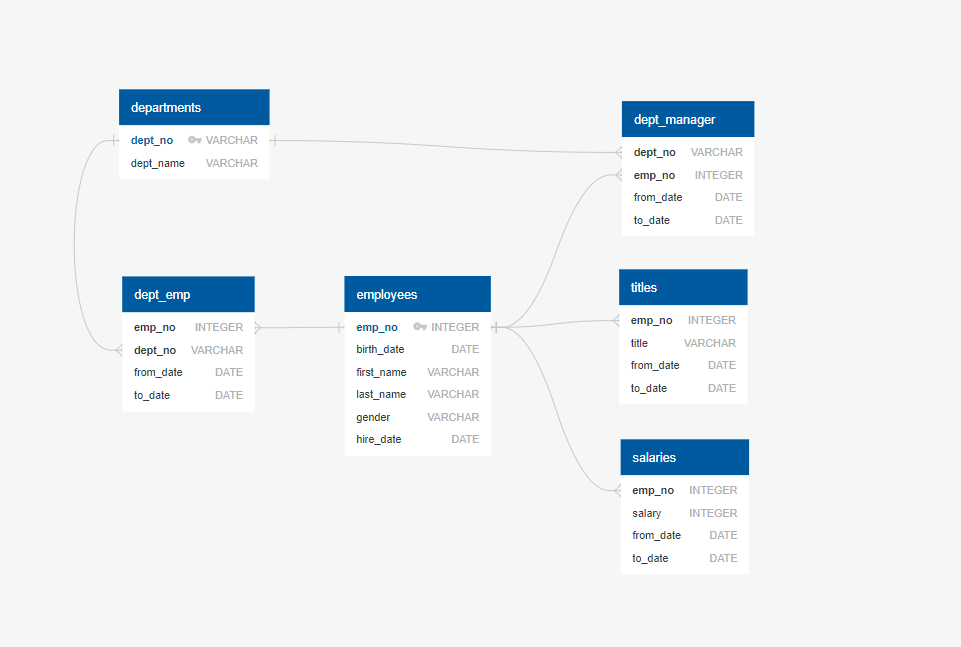 departments
dept_no VARCHAR
dept_name VARCHAR
dept_manager
dept_no VARCHAR
emp_no INTEGER
from_date DATE
to_date DATE
dept_emp
emp_no INTEGER
dept_no VARCHAR
from_date DATE
to_date DATE
employees
emp_no INTEGER
birth_date DATE
first_name VARCHAR
last_name VARCHAR
gender VARCHAR
hire_date DATE
titles
emp_no INTEGER
title VARCHAR
from_date DATE
to_date DATE
salaries
emp_no INTEGER
salary INTEGER
from_date DATE
to_date DATE